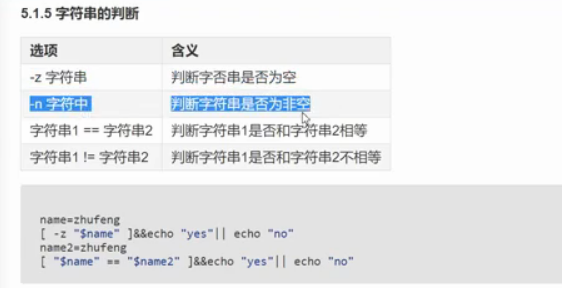 5.1.5 字符串的判断
选项 含义
-z 字符串 判断字否串是否为空
-n 字符中 判断字符串是否为非空
字符串1 == 字符串2 判断字符串1是否和字符串2相等
字符串1 != 字符串2 判断字符串1是否和字符串2不相等
name=zhufeng
[ -z "$name" ]&&echo "yes"|| echo "no"
name2=zhufeng
[ "$name" == "$name2" ]&&echo "yes"|| echo "no"